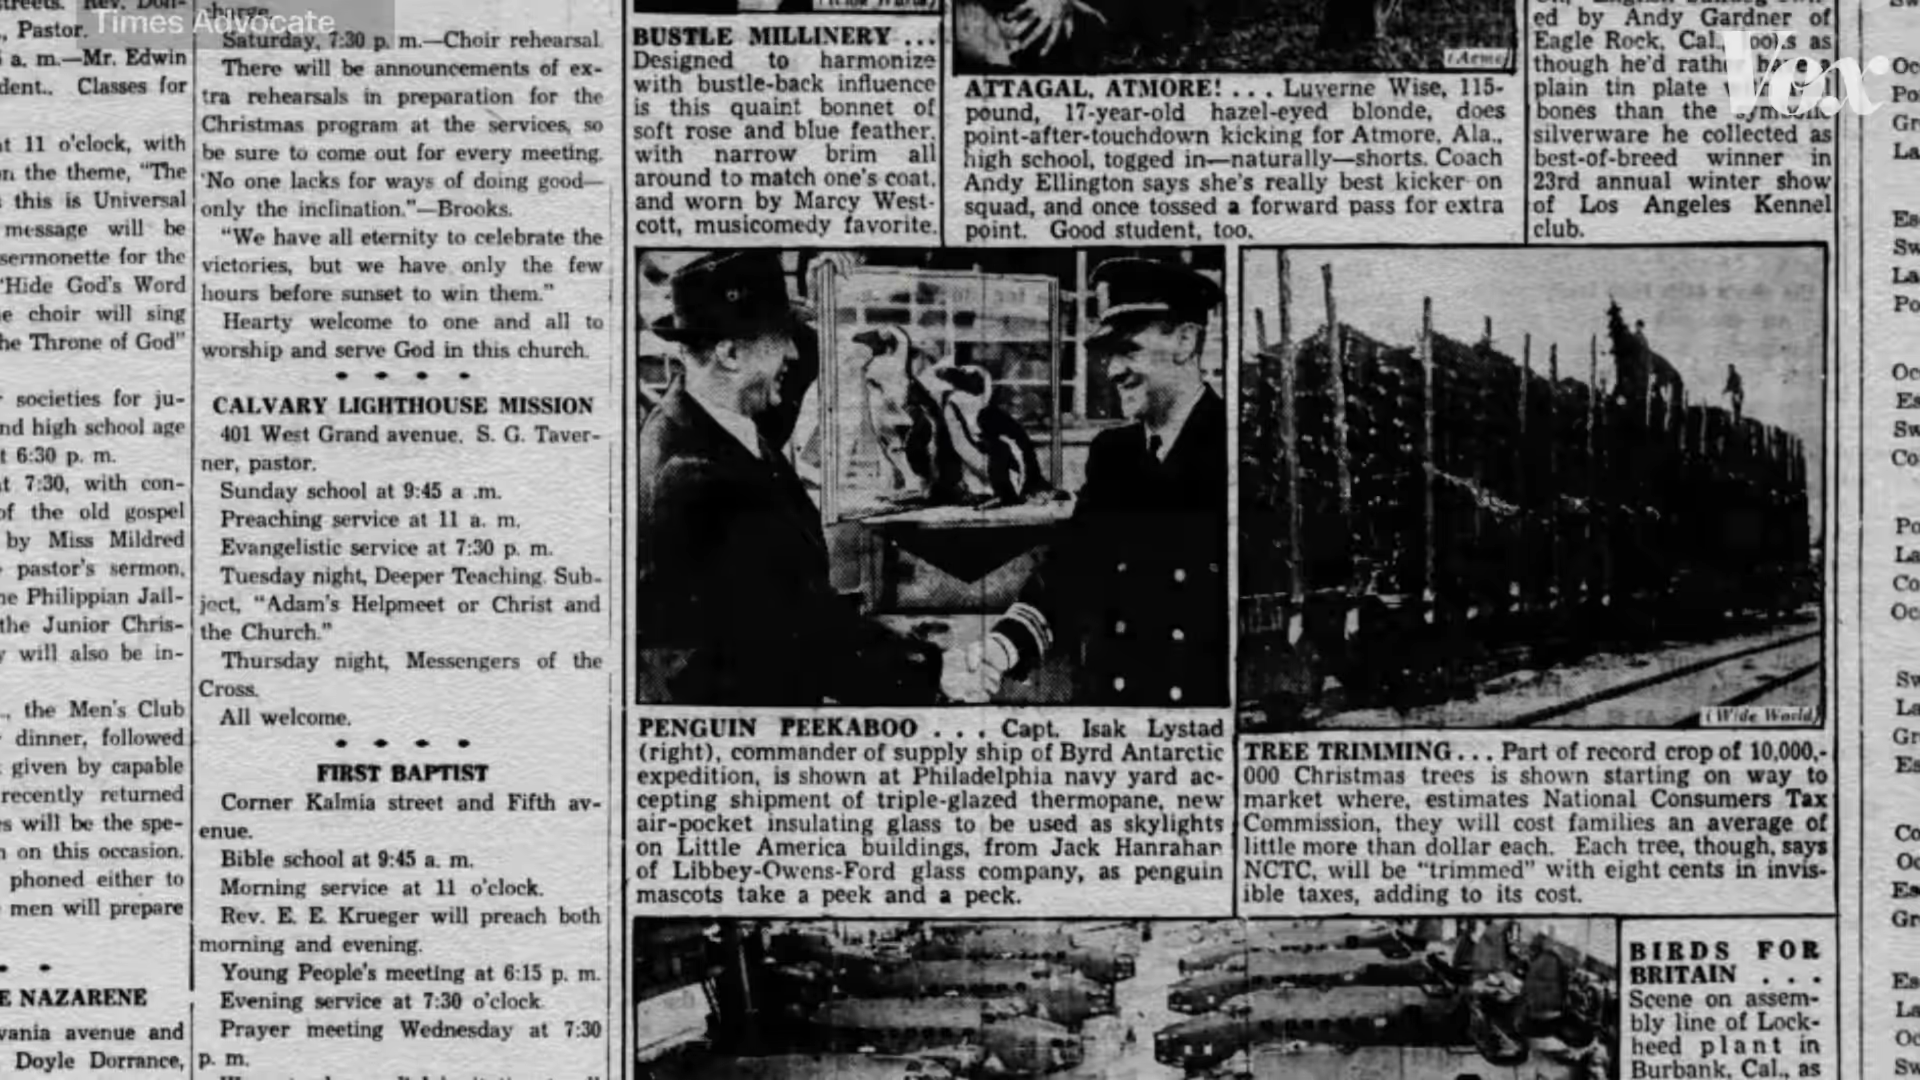 Times Advocate
Vox
, Pastor.
a. m.—Mr. Edwin
dent.. Classes for
at 11 o'clock, with
on the theme, "The
this is Universal
message will be
sermonette for the
"Hide God's Word
e choir will sing
he Throne of God"
societies for ju-
nd high school age
t 6:30 p. m.
at 7:30, with con-
of the old gospel
by Miss Mildred
pastor's sermon,
he Philippian Jail-
the Junior Chris-
y will also be in-
., the Men's Club
dinner, followed
given by capable
recently returned
s will be the spe-
n on this occasion.
phoned either to
men will prepare
E NAZARENE
vania avenue and
Doyle Dorrance,
charge.
Saturday, 7:30 p. m.—Choir rehearsal
There will be announcements of ex-
tra rehearsals in preparation for the
Christmas program at the services, so
be sure to come out for every meeting.
'No one lacks for ways of doing good—
only the inclination."—Brooks.
"We have all eternity to celebrate the
victories, but we have only the few
hours before sunset to win them."
Hearty welcome to one and all to
worship and serve God in this church.
CALVARY LIGHTHOUSE MISSION
401 West Grand avenue, S. G. Taver-
ner, pastor.
Sunday school at 9:45 a .m.
Preaching service at 11 a. m.
Evangelistic service at 7:30 p. m.
Tuesday night, Deeper Teaching. Sub-
ject, "Adam's Helpmeet or Christ and
the Church."
Thursday night, Messengers of the
Cross.
All welcome.
FIRST BAPTIST
Corner Kalmia street and Fifth av-
enue.
Bible school at 9:45 a. m.
Morning service at 11 o'clock.
Rev. E. E. Krueger will preach both
morning and evening.
Young People's meeting at 6:15 p. m.
Evening service at 7:30 o'clock
Prayer meeting Wednesday at 7:30
p. m.
BUSTLE MILLINERY ...
Designed to harmonize
with bustle-back influence
is this quaint bonnet of
soft rose and blue feather,
with narrow brim all
around to match one's coat,
and worn by Marcy West-
cott, musicomedy favorite.
(Acme)
ATTAGAL, ATMORE! ... Luverne Wise, 115-
pound, 17-year-old hazel-eyed blonde, does
point-after-touchdown kicking for Atmore, Ala.,
high school, togged in—naturally—shorts. Coach
Andy Ellington says she's really best kicker on
squad, and once tossed a forward pass for extra
point. Good student, too.
ed by Andy Gardner of
Eagle Rock, Cal., looks as
though he'd rather have a
plain tin plate
bones than the symbolic
silverware he collected as
best-of-breed winner in
23rd annual winter show
of Los Angeles Kennel
club.
PENGUIN PEEKABOO ... Capt. Isak Lystad
(right), commander of supply ship of Byrd Antarctic
expedition, is shown at Philadelphia navy yard ac-
cepting shipment of triple-glazed thermopane, new
air-pocket insulating glass to be used as skylights
on Little America buildings, from Jack Hanrahan
of Libbey-Owens-Ford glass company, as penguin
mascots take a peek and a peck.
(Wide World)
TREE TRIMMING ... Part of record crop of 10,000,-
000 Christmas trees is shown starting on way to
market where, estimates National Consumers Tax
Commission, they will cost families an average of
little more than dollar each. Each tree, though, says
NCTC, will be "trimmed" with eight cents in invis-
ible taxes, adding to its cost.
BIRDS FOR
BRITAIN ...
Scene on assem-
bly line of Lock-
heed plant in
Burbank, Cal., as